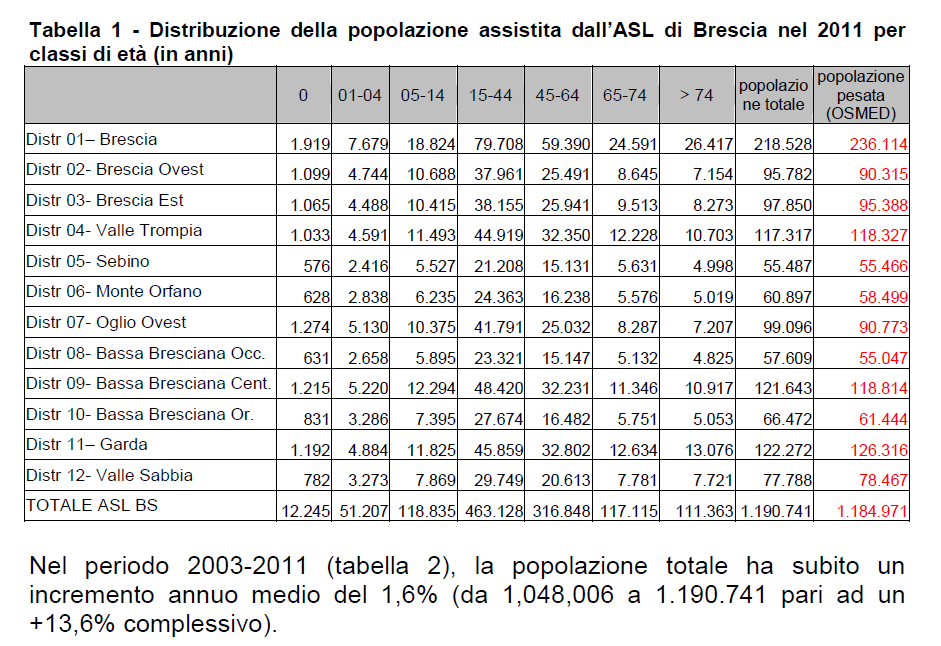 Tabella 1 - Distribuzione della popolazione assistita dall’ASL di Brescia nel 2011 per
classi di età (in anni)
0 01-04 05-14 15-44 45-64 65-74 > 74 popolazio ne totale popolazione pesata (OSMED)
Distr 01– Brescia 1.919 7.679 18.824 79.708 59.390 24.591 26.417 218.528 236.114
Distr 02- Brescia Ovest 1.099 4.744 10.688 37.961 25.491 8.645 7.154 95.782 90.315
Distr 03- Brescia Est 1.065 4.488 10.415 38.155 25.941 9.513 8.273 97.850 95.388
Distr 04- Valle Trompia 1.033 4.591 11.493 44.919 32.350 12.228 10.703 117.317 118.327
Distr 05- Sebino 576 2.416 5.527 21.208 15.131 5.631 4.998 55.487 55.466
Distr 06- Monte Orfano 628 2.838 6.235 24.363 16.238 5.576 5.019 60.897 58.499
Distr 07- Oglio Ovest 1.274 5.130 10.375 41.791 25.032 8.287 7.207 99.096 90.773
Distr 08- Bassa Bresciana Occ. 631 2.658 5.895 23.321 15.147 5.132 4.825 57.609 55.047
Distr 09- Bassa Bresciana Cent. 1.215 5.220 12.294 48.420 32.231 11.346 10.917 121.643 118.814
Distr 10- Bassa Bresciana Or. 831 3.286 7.395 27.674 16.482 5.751 5.053 66.472 61.444
Distr 11– Garda 1.192 4.884 11.825 45.859 32.802 12.634 13.076 122.272 126.316
Distr 12- Valle Sabbia 782 3.273 7.869 29.749 20.613 7.781 7.721 77.788 78.467
TOTALE ASL BS 12.245 51.207 118.835 463.128 316.848 117.115 111.363 1.190.741 1.184.971
Nel periodo 2003-2011 (tabella 2), la popolazione totale ha subito un
incremento annuo medio del 1,6% (da 1,048,006 a 1.190.741 pari ad un
+13,6% complessivo).